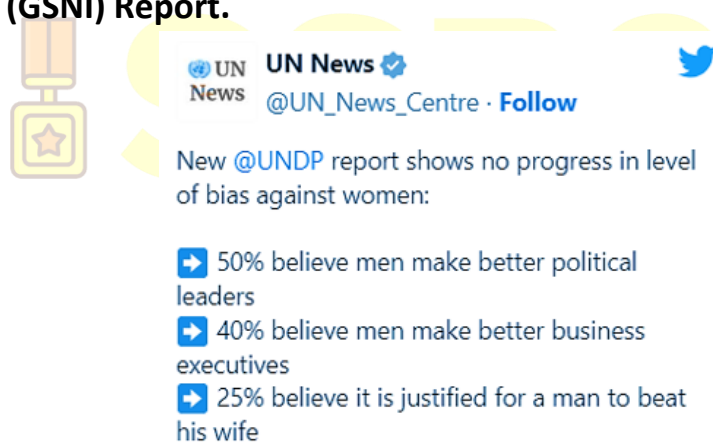 (GSNI) Report.
UN News
UN
News
@UN_News_Centre · Follow
New @UNDP report shows no progress in level
of bias against women:
➡ 50% believe men make better political
leaders
➡ 40% believe men make better business
executives
➡ 25% believe it is justified for a man to beat
his wife